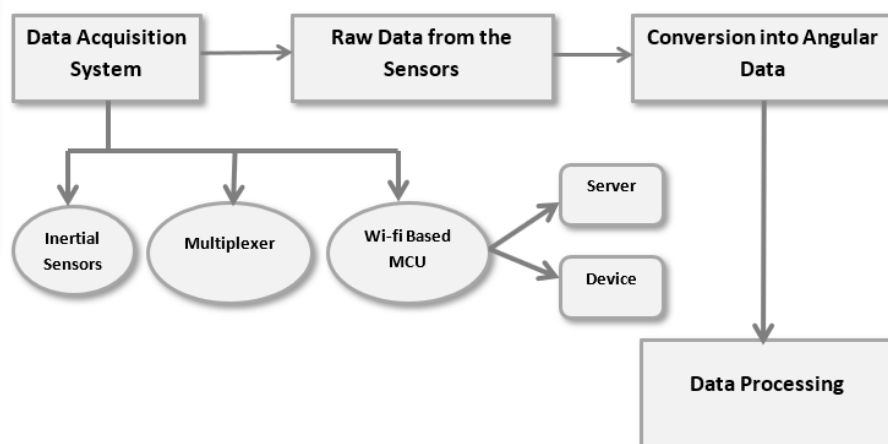 Data Acquisition
System
Raw Data from the
Sensors
Conversion into Angular
Data
Inertial
Sensors
Multiplexer
Wi-fi Based
MCU
Server
Device
Data Processing